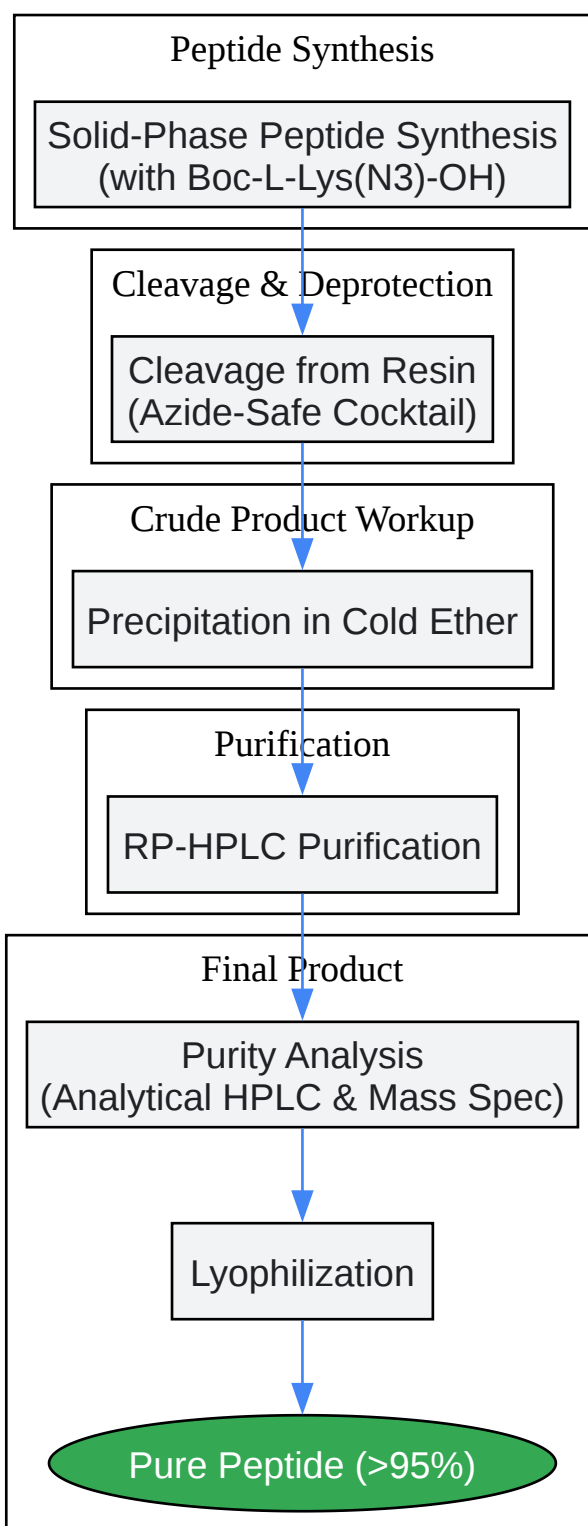 Peptide Synthesis
Solid-Phase Peptide Synthesis
(with Boc-L-Lys(N3)-OH)
Cleavage & Deprotection
Cleavage from Resin
(Azide-Safe Cocktail)
Crude Product Workup
Precipitation in Cold Ether
Purification
RP-HPLC Purification
Final Product
Purity Analysis
(Analytical HPLC & Mass Spec)
Lyophilization
Pure Peptide (>95%)